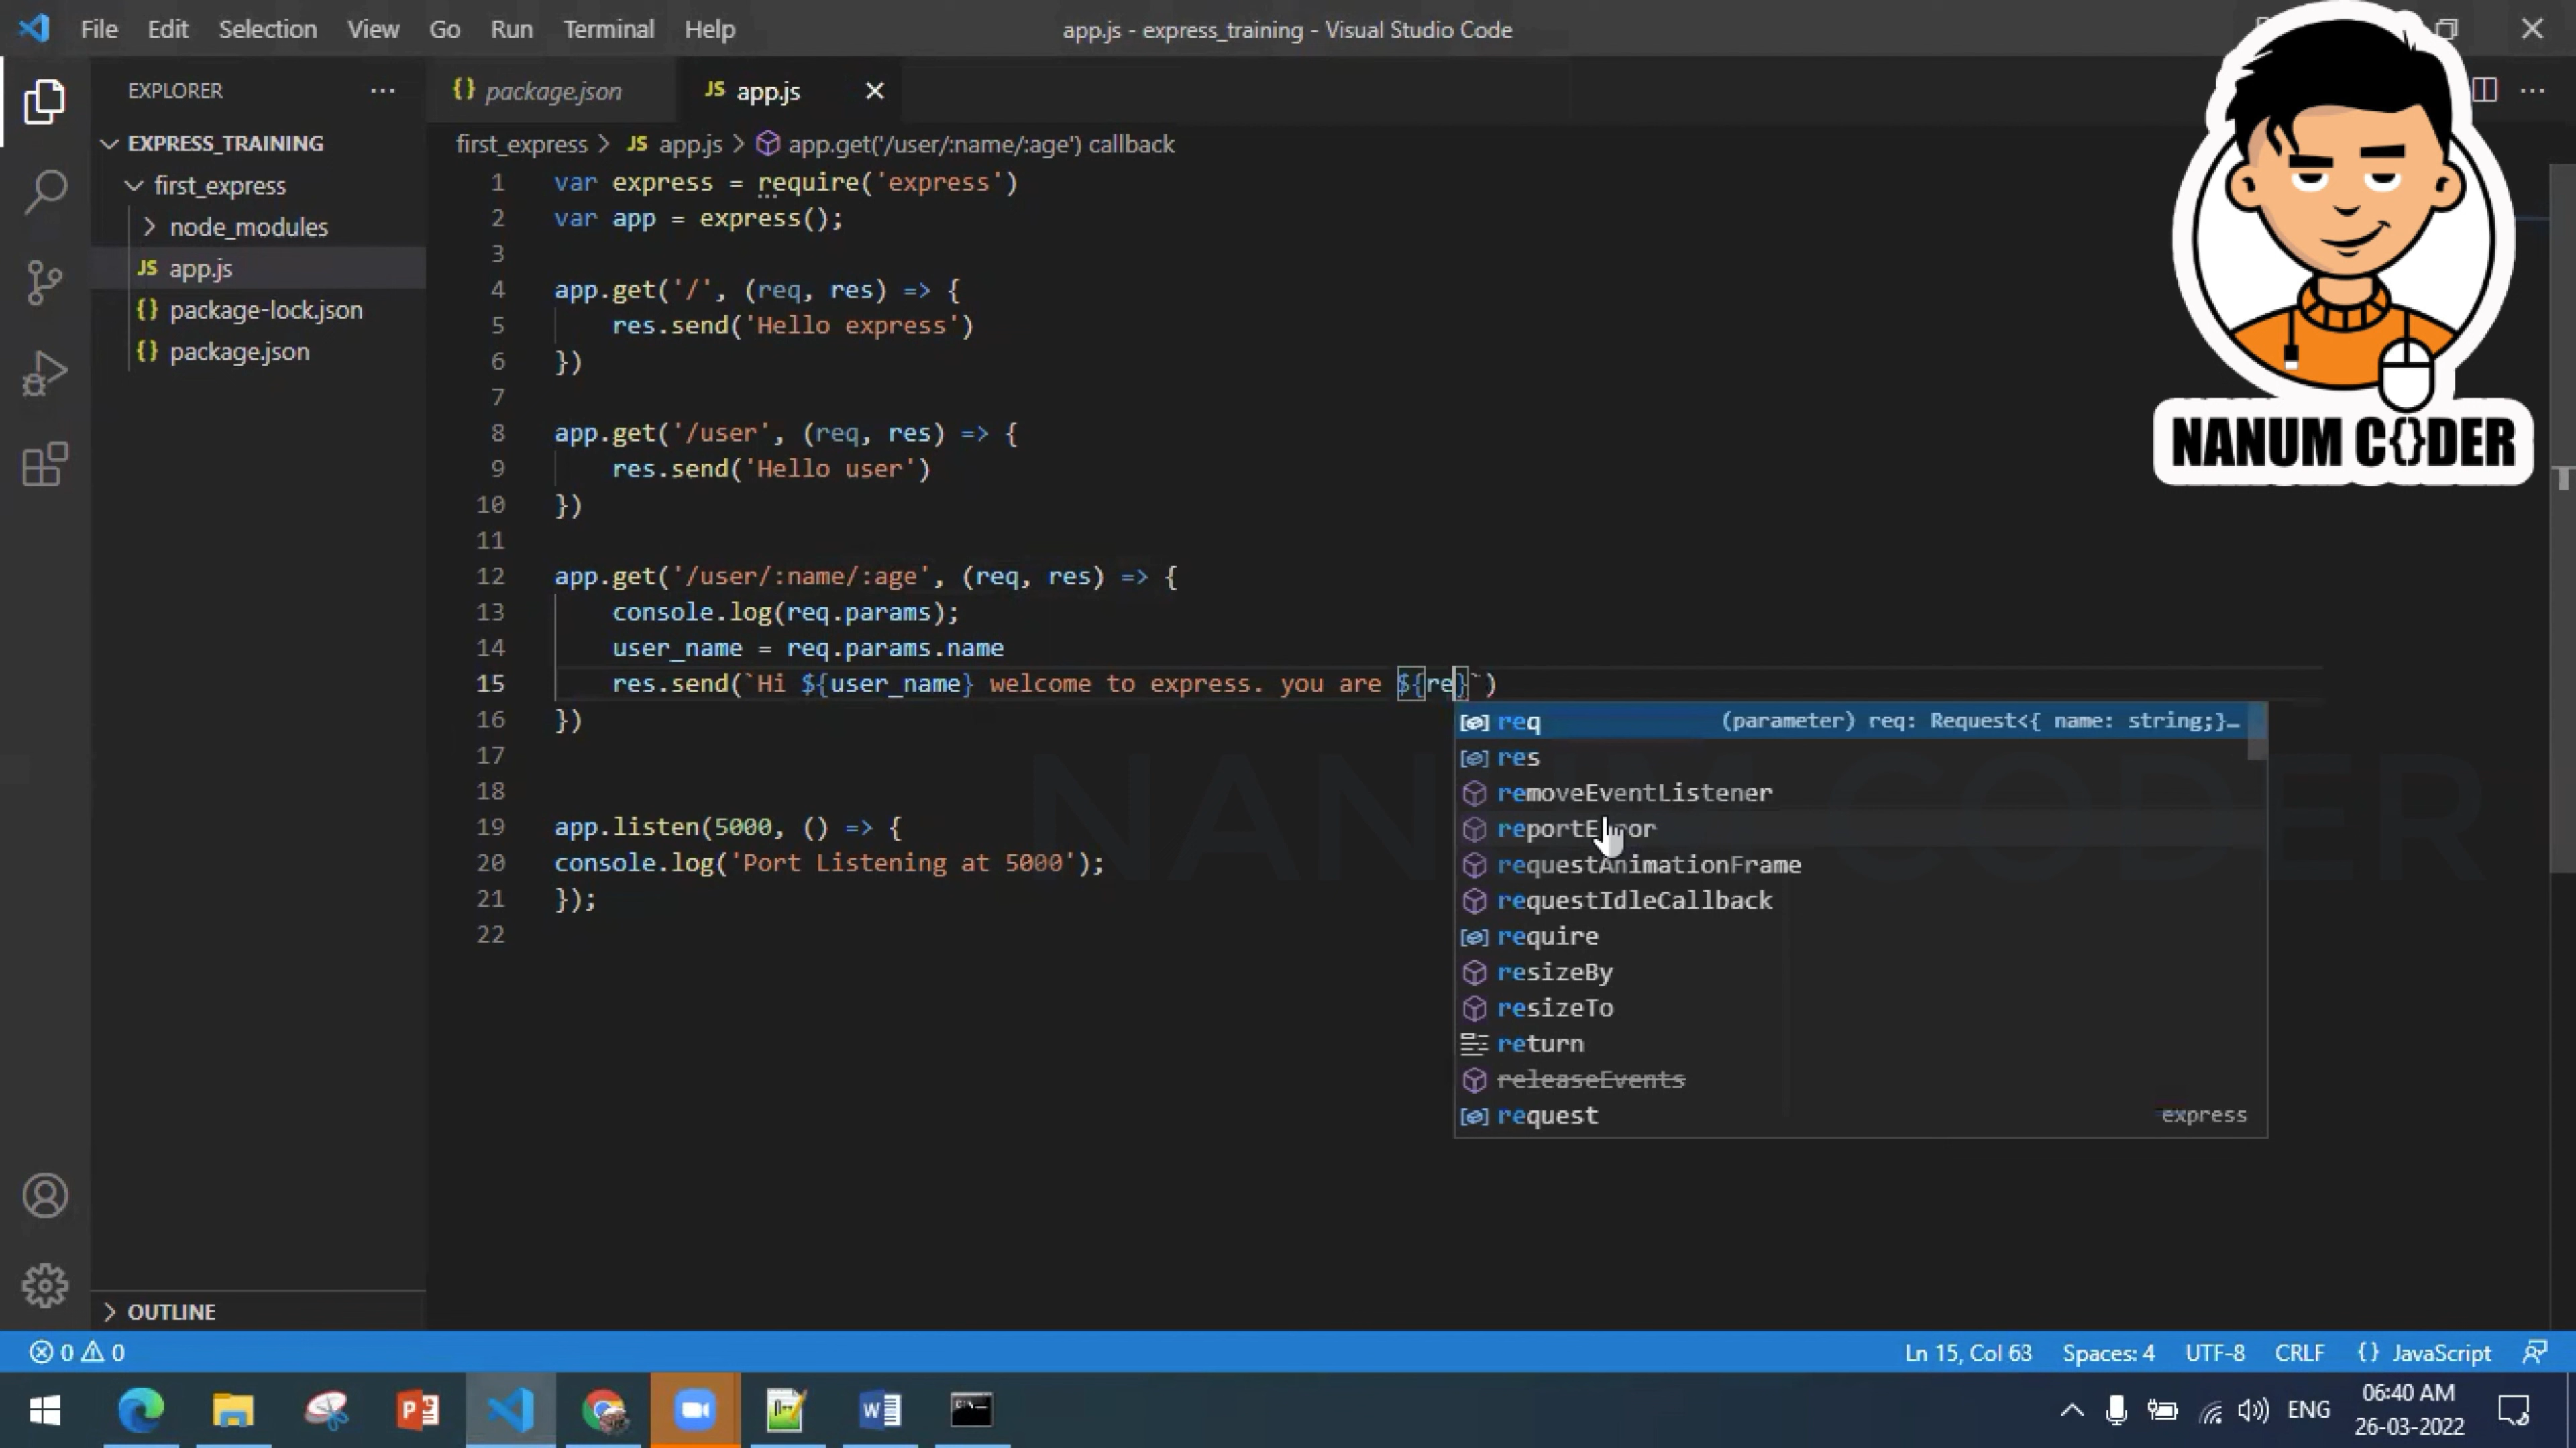 File Edit Selection View Go Run Terminal Help
app.js - express_training - Visual Studio Code
EXPLORER
EXPRESS_TRAINING
first_express
node_modules
JS app.js
{} package-lock.json
{} package.json
OUTLINE
{} package.json
JS app.js
first_express > JS app.js > app.get('/user/:name/:age') callback
1 var express = require('express')
2 var app = express();
3
4 app.get('/', (req, res) => {
5 res.send('Hello express')
6 })
7
8 app.get('/user', (req, res) => {
9 res.send('Hello user')
10 })
11
12 app.get('/user/:name/:age', (req, res) => {
13 console.log(req.params);
14 user_name = req.params.name
15 res.send(`Hi ${user_name} welcome to express. you are ${re}`)
16 })
17
18
19 app.listen(5000, () => {
20 console.log('Port Listening at 5000');
21 });
22
req (parameter) req: Request<{ name: string;}…
res
removeEventListener
reportError
requestAnimationFrame
requestIdleCallback
require
resizeBy
resizeTo
return
releaseEvents
request express
NANUM CODER
NANUM C{}DER
0 0
Ln 15, Col 63 Spaces: 4 UTF-8 CRLF {} JavaScript
ENG
06:40 AM
26-03-2022